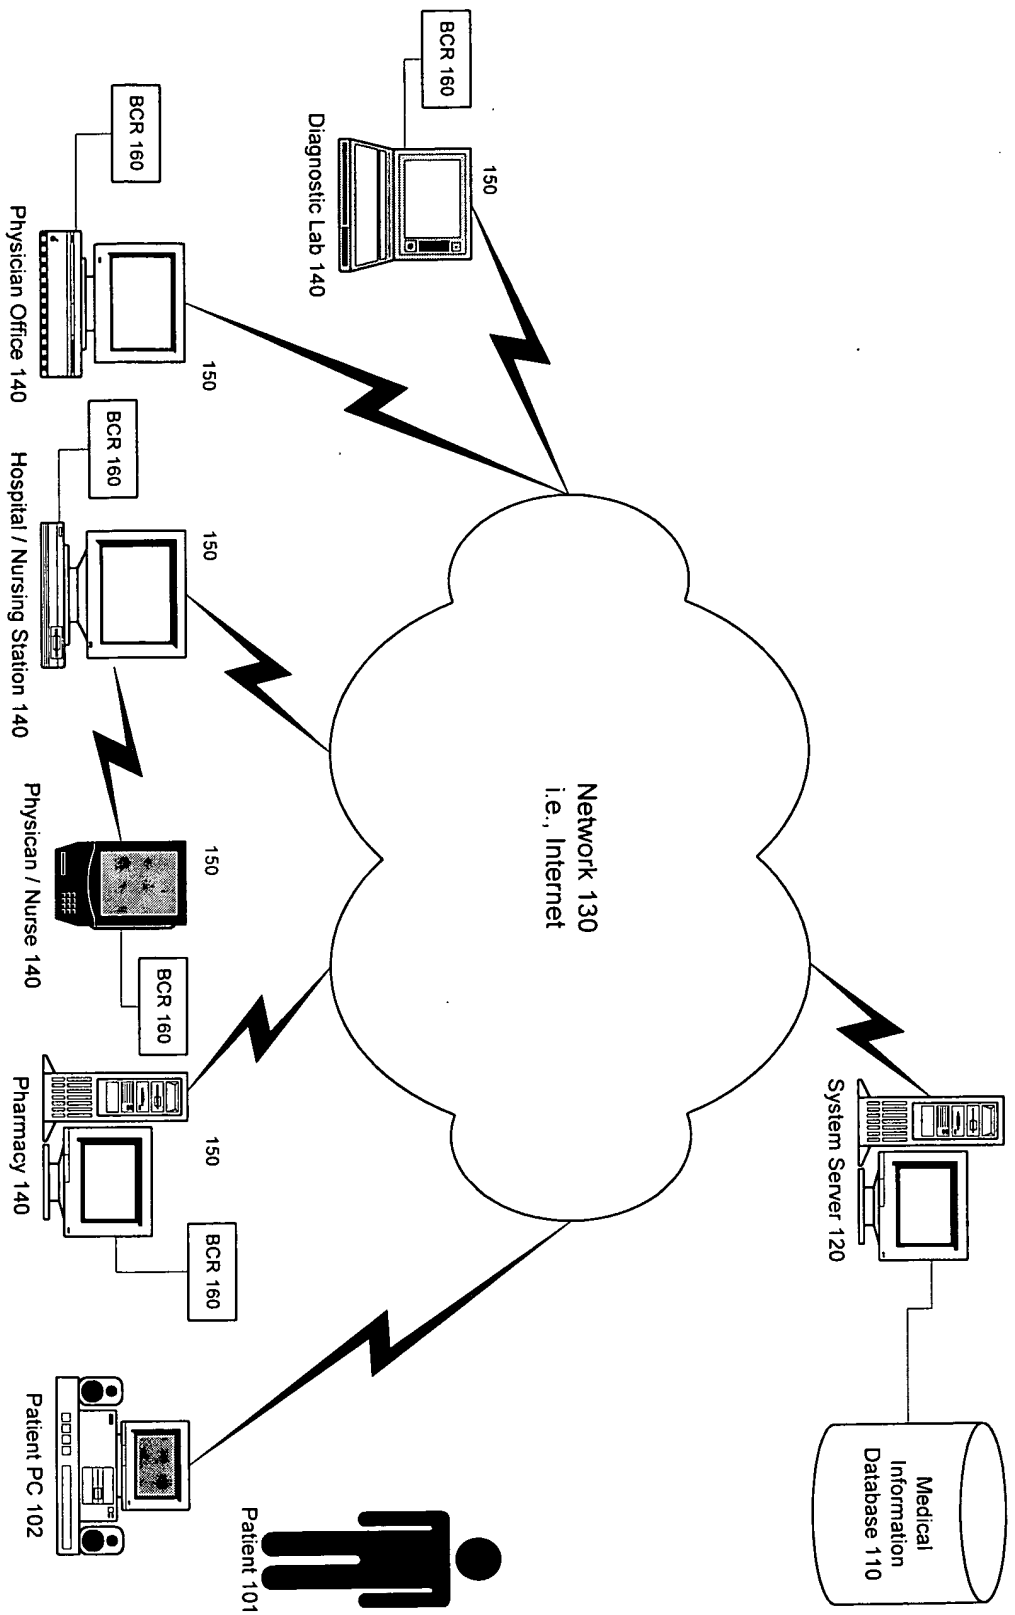 BCR 160
150
Diagnostic Lab 140
BCR 160
150
Physician Office 140
BCR 160
150
Hospital / Nursing Station 140
150
BCR 160
Physican / Nurse 140
150
BCR 160
Pharmacy 140
Patient PC 102
Patient 101
Network 130
i.e., Internet
System Server 120
Medical
Information
Database 110